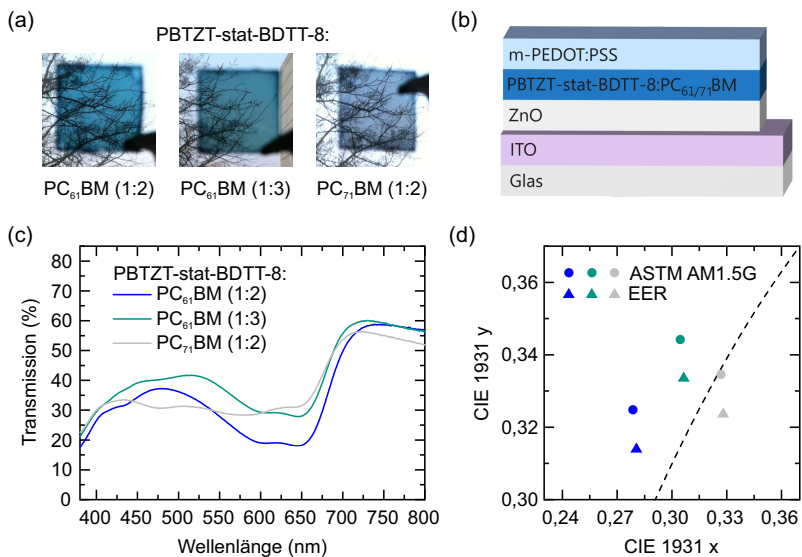 (a)
PBTZT-stat-BDTT-8:
PC₆₁BM (1:2)
PC₆₁BM (1:3)
PC₇₁BM (1:2)
(b)
m-PEDOT:PSS
PBTZT-stat-BDTT-8:PC₆₁/₇₁BM
ZnO
ITO
Glas
(c)
PBTZT-stat-BDTT-8:
PC₆₁BM (1:2)
PC₆₁BM (1:3)
PC₇₁BM (1:2)
Transmission (%)
80
70
60
50
40
30
20
10
0
400 450 500 550 600 650 700 750 800
Wellenlänge (nm)
(d)
ASTM AM1.5G
EER
CIE 1931 y
0,36
0,34
0,32
0,30
0,24 0,27 0,30 0,33 0,36
CIE 1931 x